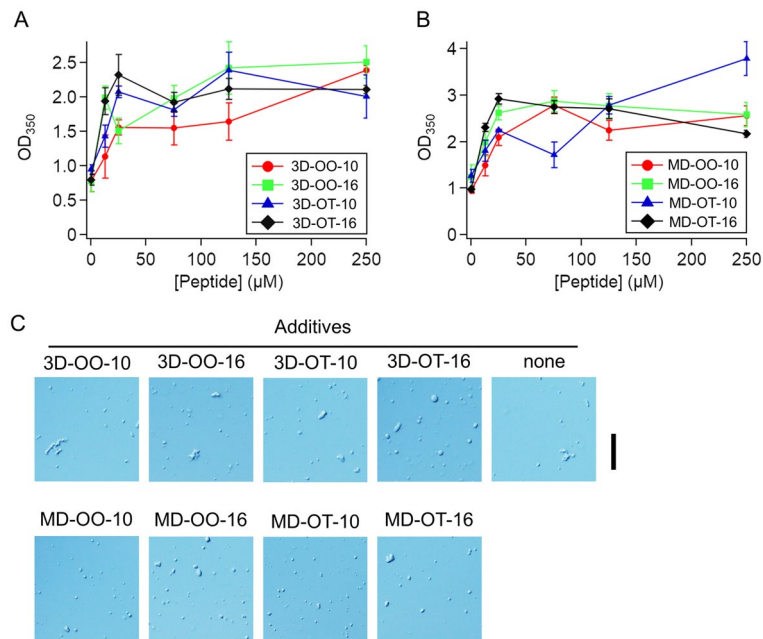 A
OD350
2.5
2.0
1.5
1.0
0.5
0
3D-OO-10
3D-OO-16
3D-OT-10
3D-OT-16
0 50 100 150 200 250
[Peptide] (µM)
B
OD350
4
3
2
1
0
MD-OO-10
MD-OO-16
MD-OT-10
MD-OT-16
0 50 100 150 200 250
[Peptide] (µM)
C
Additives
3D-OO-10 3D-OO-16 3D-OT-10 3D-OT-16 none
MD-OO-10 MD-OO-16 MD-OT-10 MD-OT-16